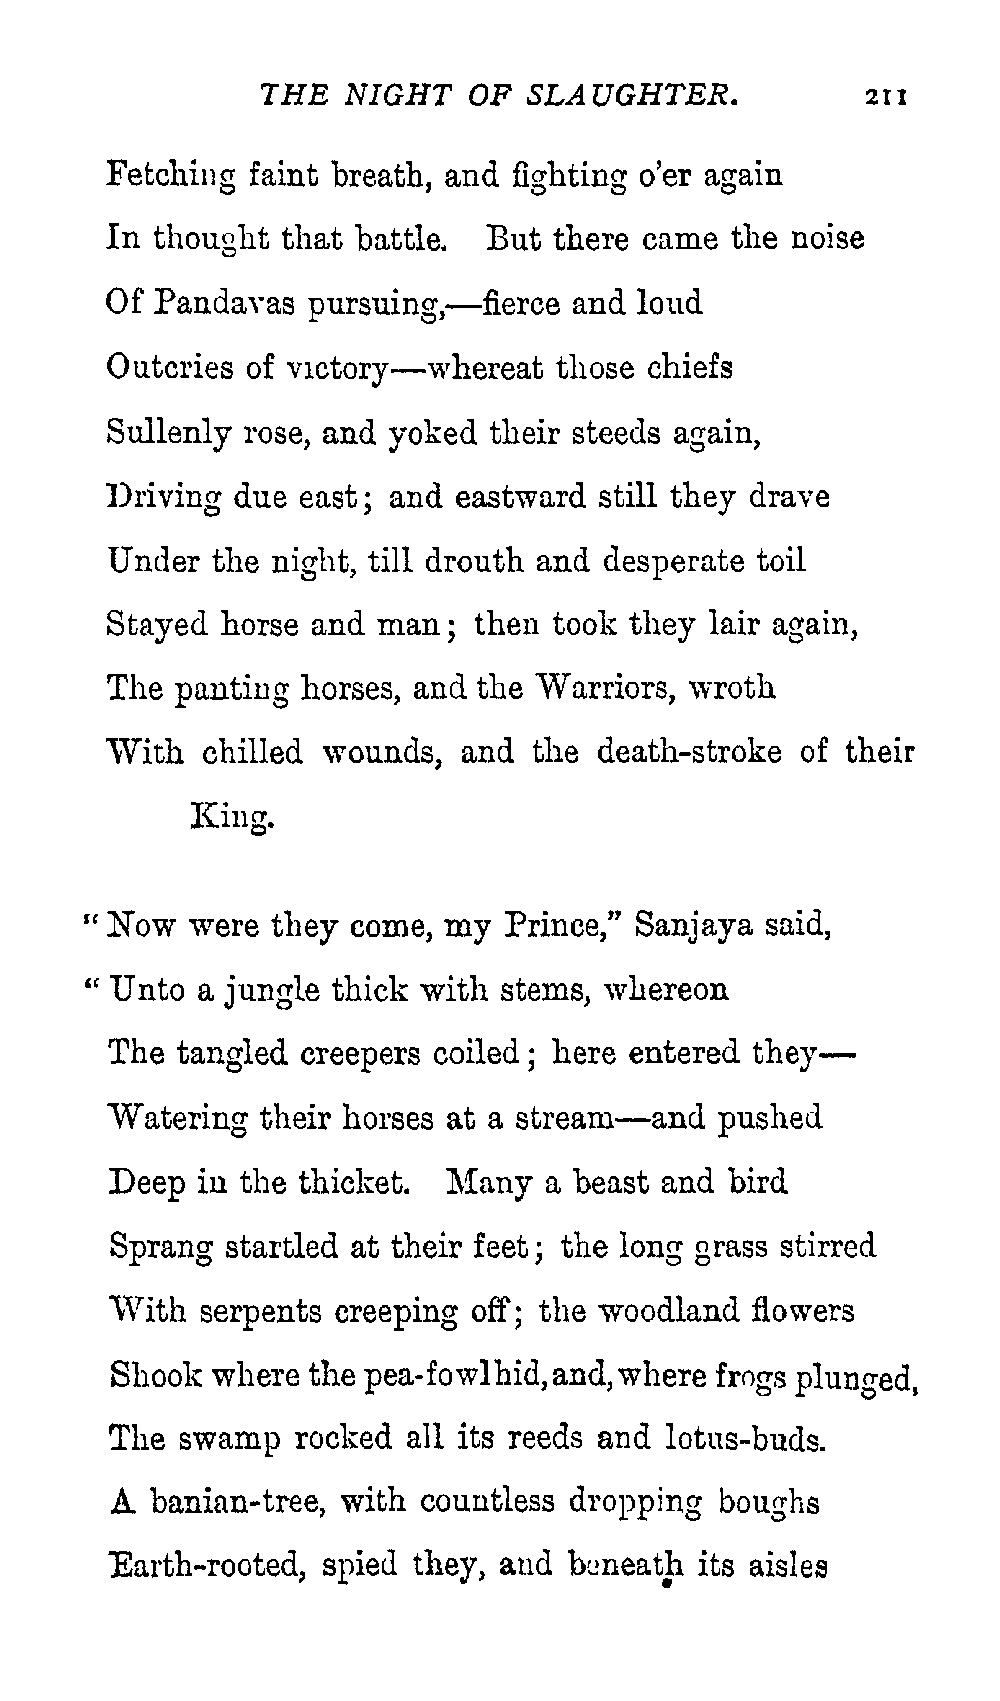 THE NIGHT OF SLAUGHTER. 211
Fetching faint breath, and fighting o'er again
In thought that battle. But there came the noise
Of Pandavas pursuing,—fierce and loud
Outcries of victory—whereat those chiefs
Sullenly rose, and yoked their steeds again,
Driving due east; and eastward still they drave
Under the night, till drouth and desperate toil
Stayed horse and man; then took they lair again,
The panting horses, and the Warriors, wroth
With chilled wounds, and the death-stroke of their
King.
"Now were they come, my Prince," Sanjaya said,
"Unto a jungle thick with stems, whereon
The tangled creepers coiled; here entered they—
Watering their horses at a stream—and pushed
Deep in the thicket. Many a beast and bird
Sprang startled at their feet; the long grass stirred
With serpents creeping off; the woodland flowers
Shook where the pea-fowl hid, and, where frogs plunged,
The swamp rocked all its reeds and lotus-buds.
A banian-tree, with countless dropping boughs
Earth-rooted, spied they, and beneath its aisles